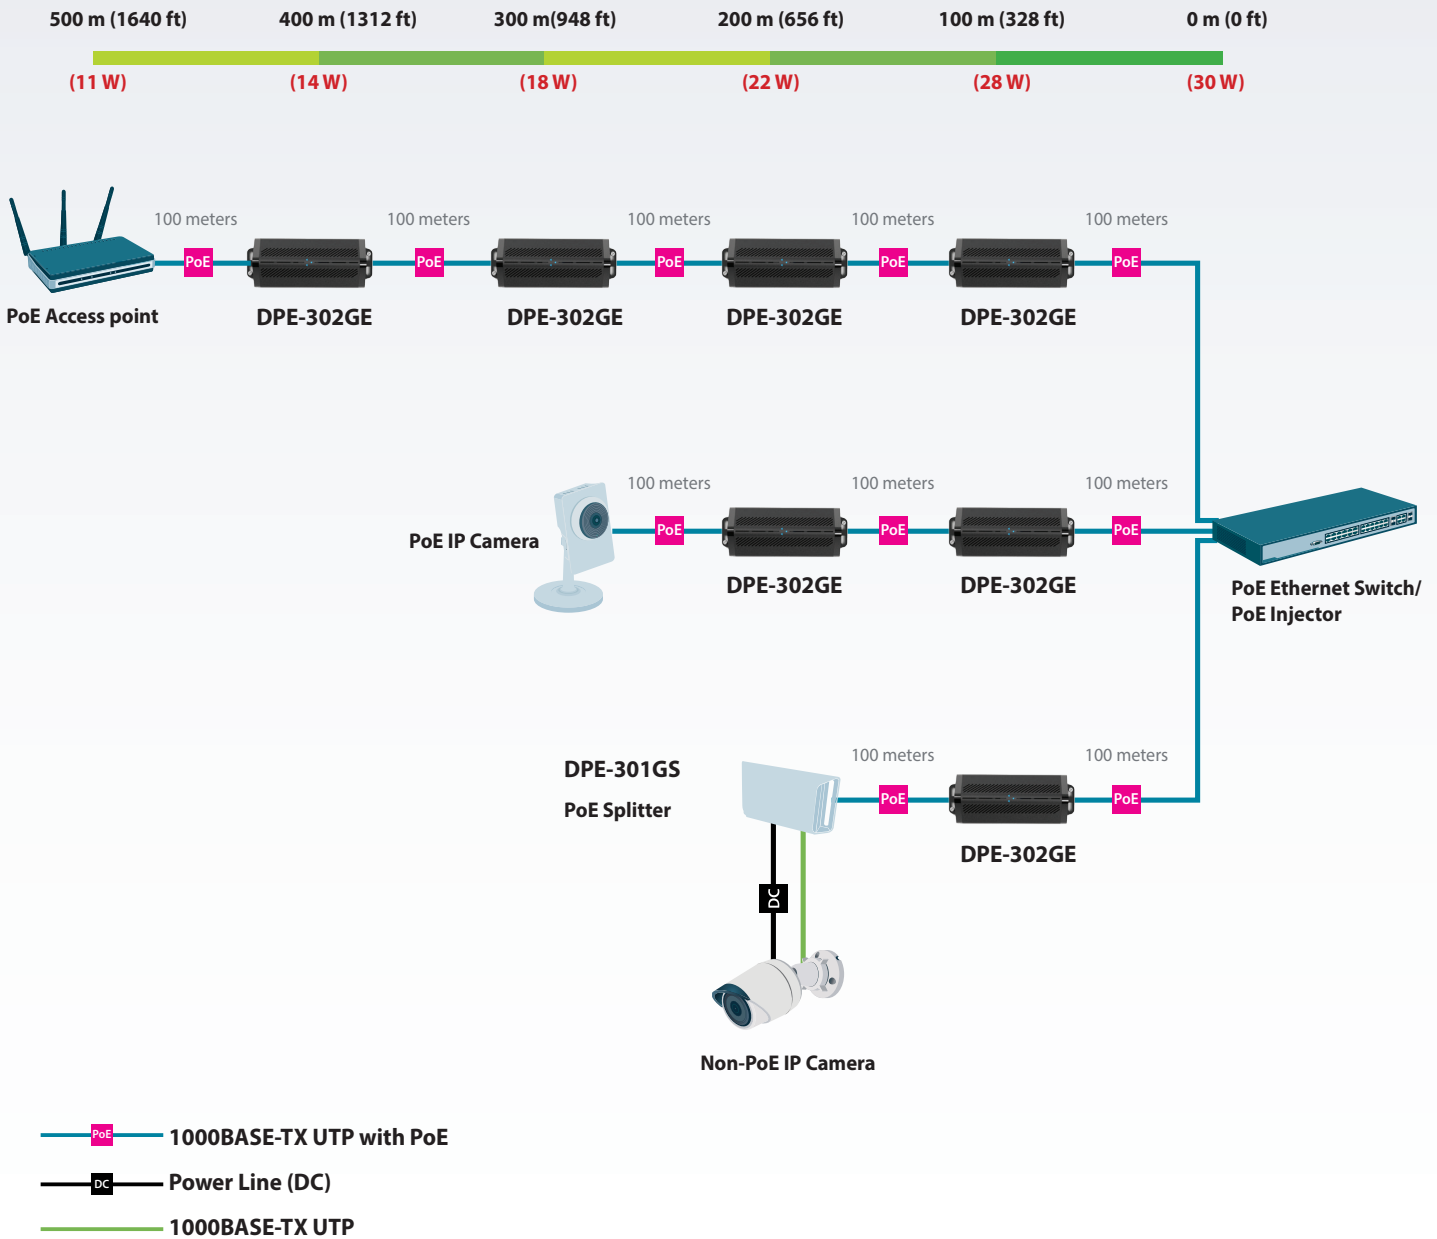 500 m (1640 ft) 400 m (1312 ft) 300 m(948 ft) 200 m (656 ft) 100 m (328 ft) 0 m (0 ft)
(11 W) (14 W) (18 W) (22 W) (28 W) (30 W)
100 meters 100 meters 100 meters 100 meters 100 meters
PoE PoE PoE PoE PoE
PoE Access point DPE-302GE DPE-302GE DPE-302GE DPE-302GE
100 meters 100 meters 100 meters
PoE IP Camera PoE PoE PoE
DPE-302GE DPE-302GE
PoE Ethernet Switch/
PoE Injector
100 meters 100 meters
DPE-301GS
PoE Splitter
PoE PoE
DPE-302GE
DC
Non-PoE IP Camera
PoE 1000BASE-TX UTP with PoE
DC Power Line (DC)
1000BASE-TX UTP